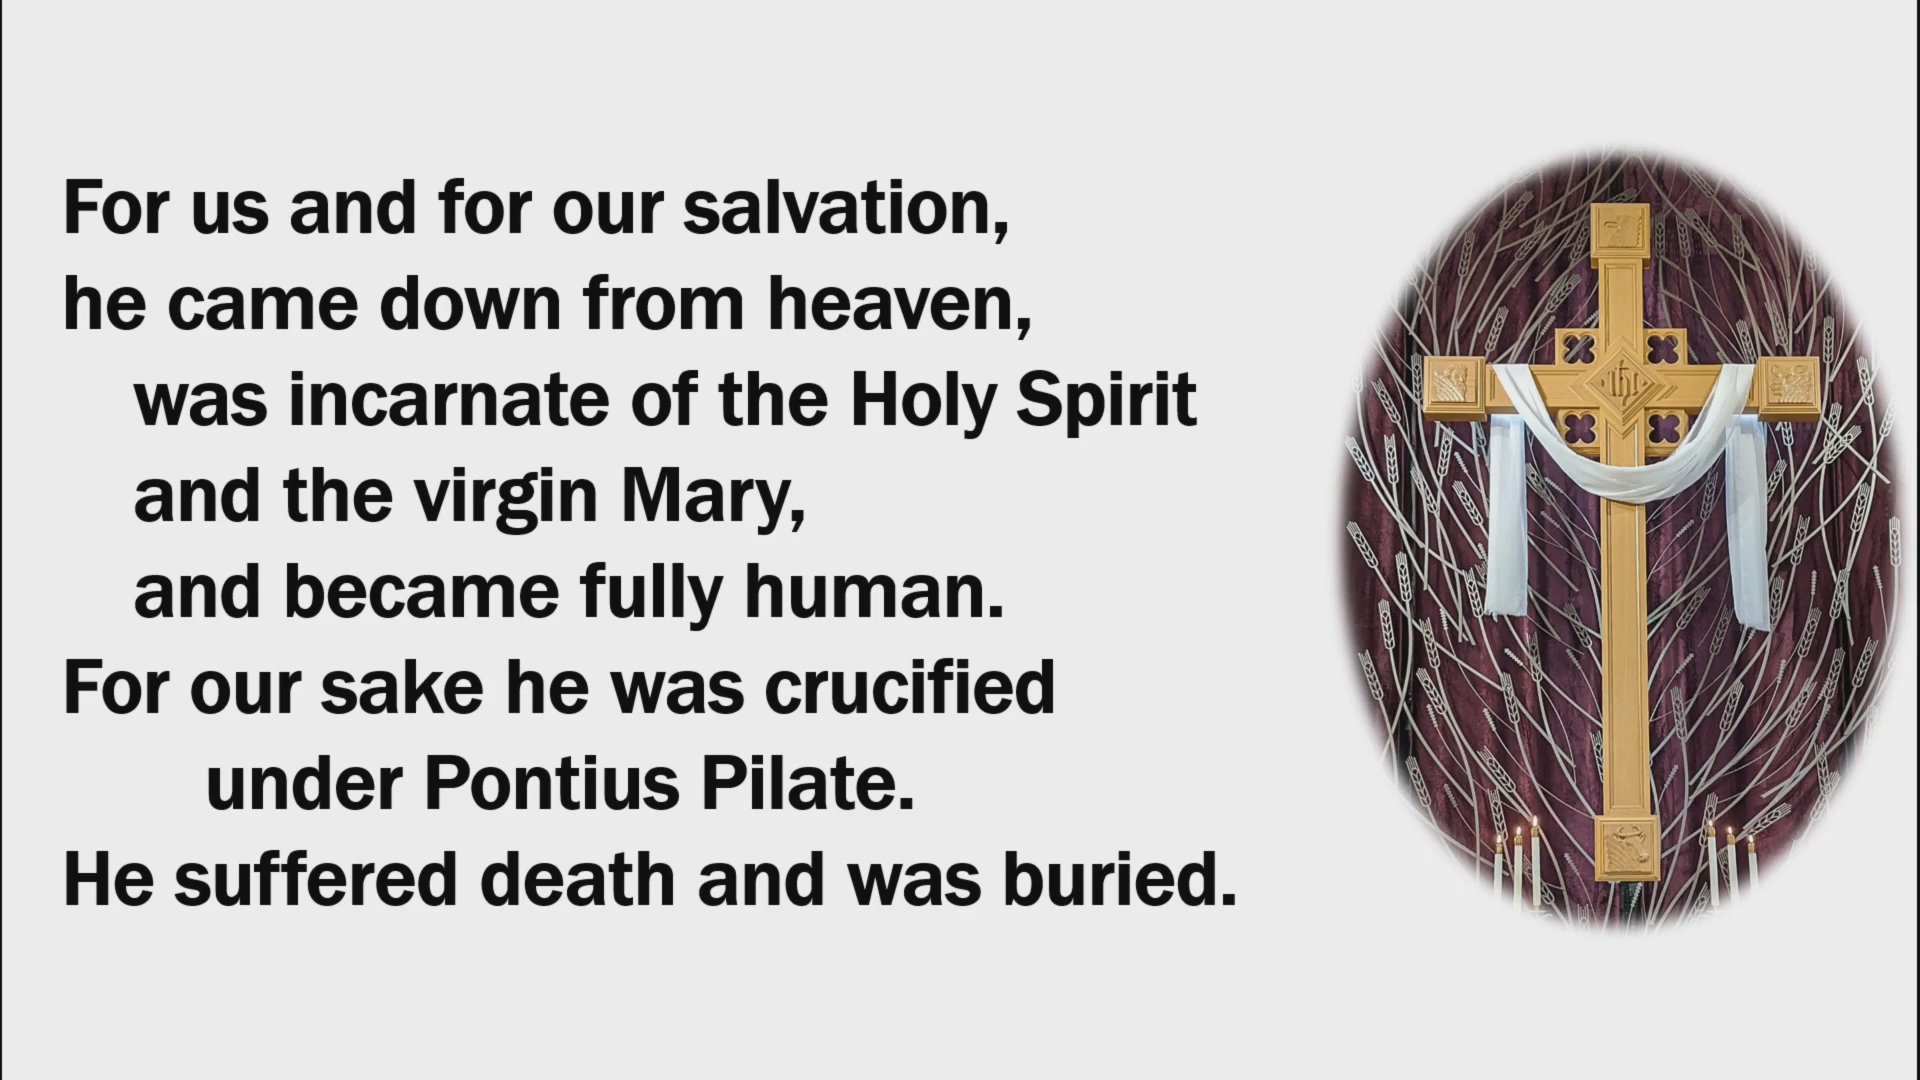 For us and for our salvation,
he came down from heaven,
was incarnate of the Holy Spirit
and the virgin Mary,
and became fully human.
For our sake he was crucified
under Pontius Pilate.
He suffered death and was buried.